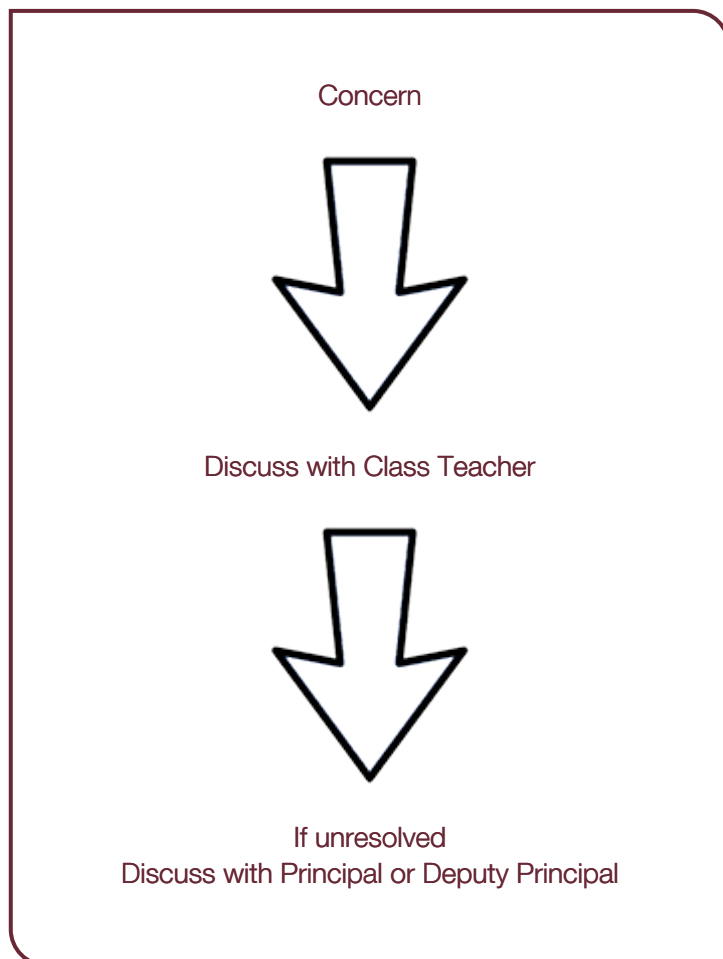 Concern
Discuss with Class Teacher
If unresolved
Discuss with Principal or Deputy Principal